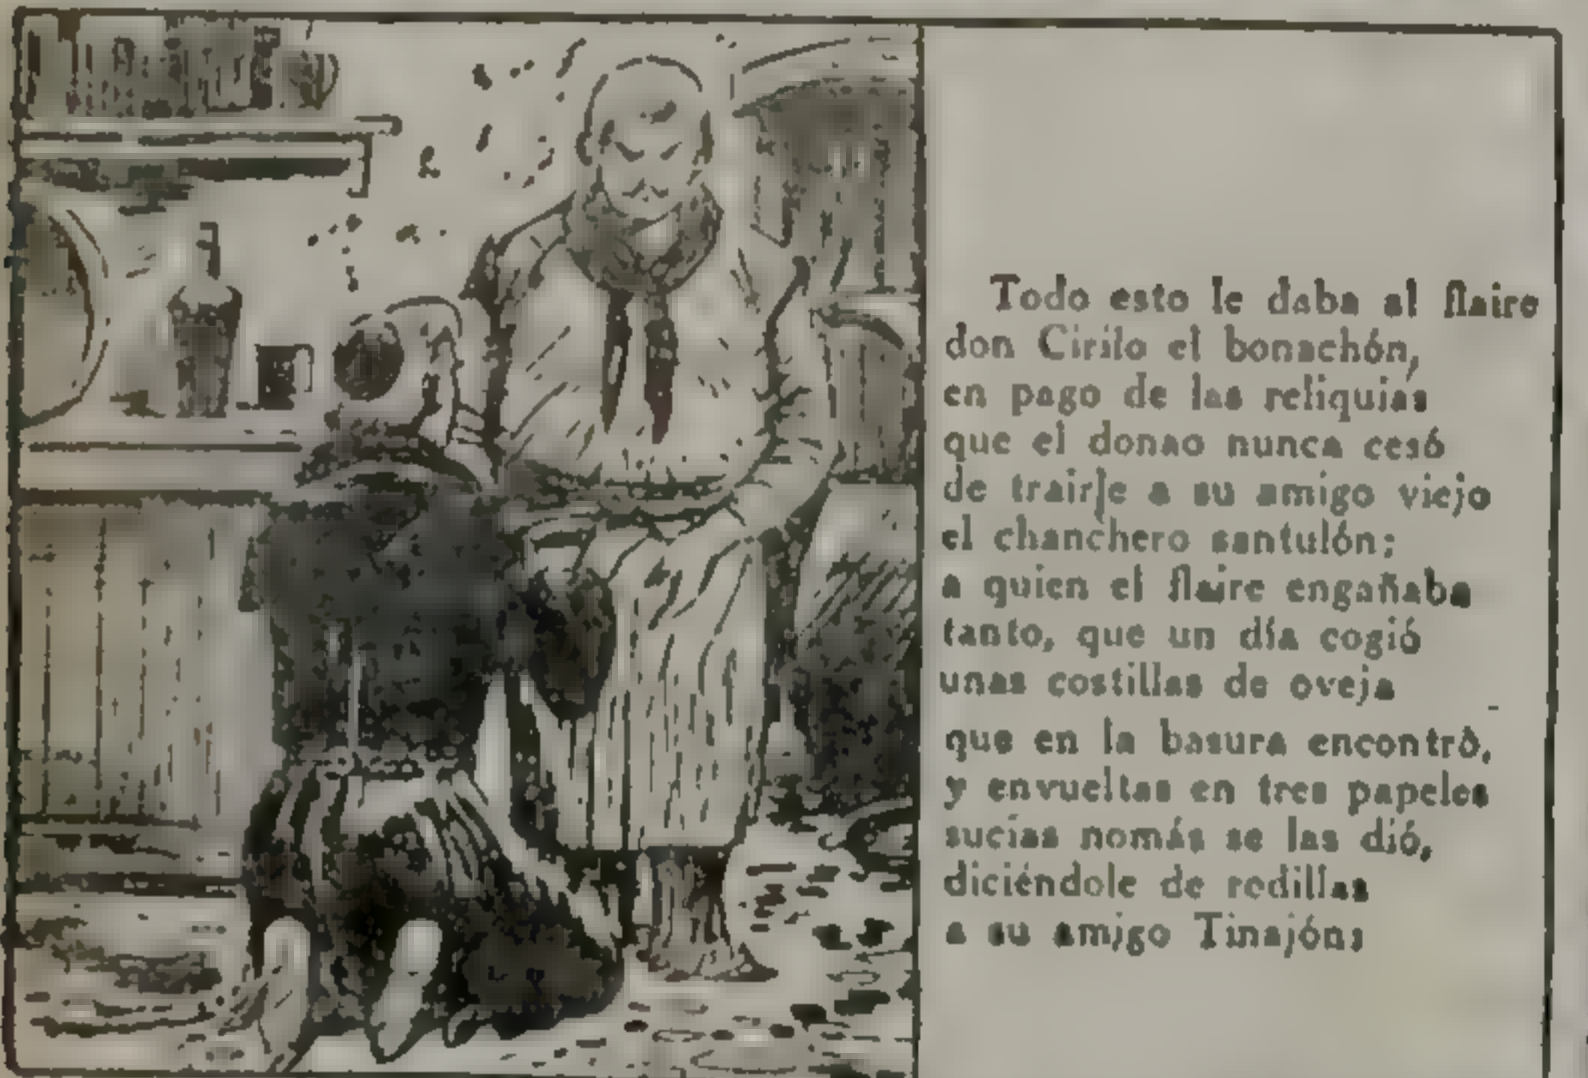 Todo esto le daba al flaire
don Cirilo el bonachón,
en pago de las reliquias
que el donao nunca cesó
de trairle a su amigo viejo
el chanchero santulón;
a quien el flaire engañaba
tanto, que un día cogió
unas costillas de oveja
que en la basura encontró,
y envueltas en tres papeles
sucias nomás se las dió,
diciéndole de rodillas
a su amigo Tinajón: